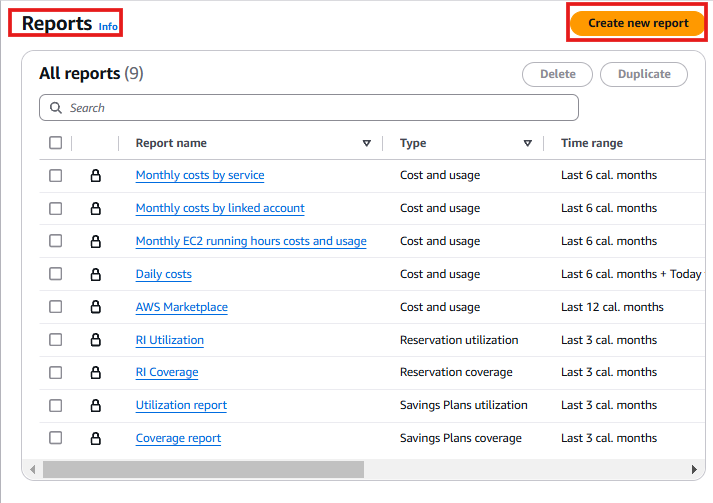 Reports Info Create new report
All reports (9) Delete Duplicate
Search
Report name Type Time range
Monthly costs by service Cost and usage Last 6 cal. months
Monthly costs by linked account Cost and usage Last 6 cal. months
Monthly EC2 running hours costs and usage Cost and usage Last 6 cal. months
Daily costs Cost and usage Last 6 cal. months + Today
AWS Marketplace Cost and usage Last 12 cal. months
RI Utilization Reservation utilization Last 3 cal. months
RI Coverage Reservation coverage Last 3 cal. months
Utilization report Savings Plans utilization Last 3 cal. months
Coverage report Savings Plans coverage Last 3 cal. months